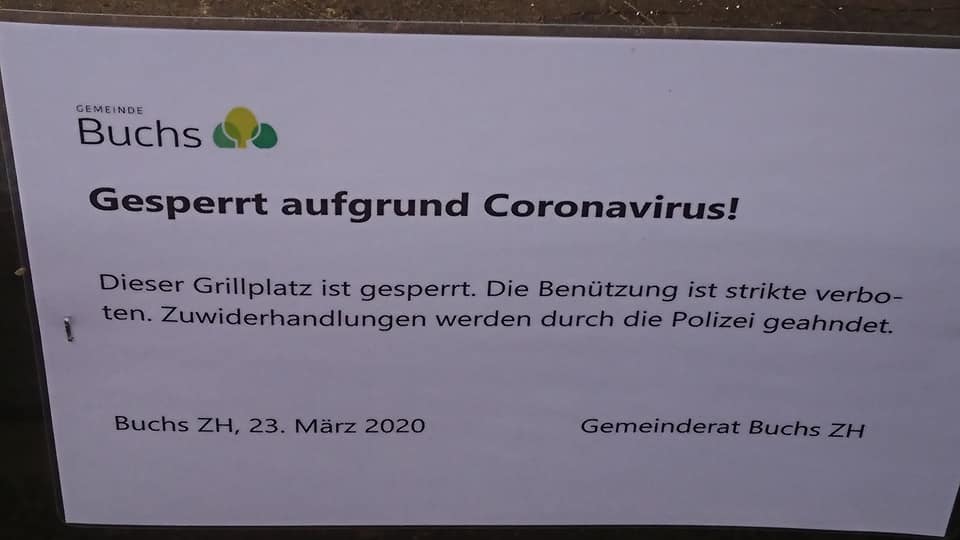 GEMEINDE
Buchs
Gesperrt aufgrund Coronavirus!
Dieser Grillplatz ist gesperrt. Die Benützung ist strikte verbo-
ten. Zuwiderhandlungen werden durch die Polizei geahndet.
Buchs ZH, 23. März 2020 Gemeinderat Buchs ZH